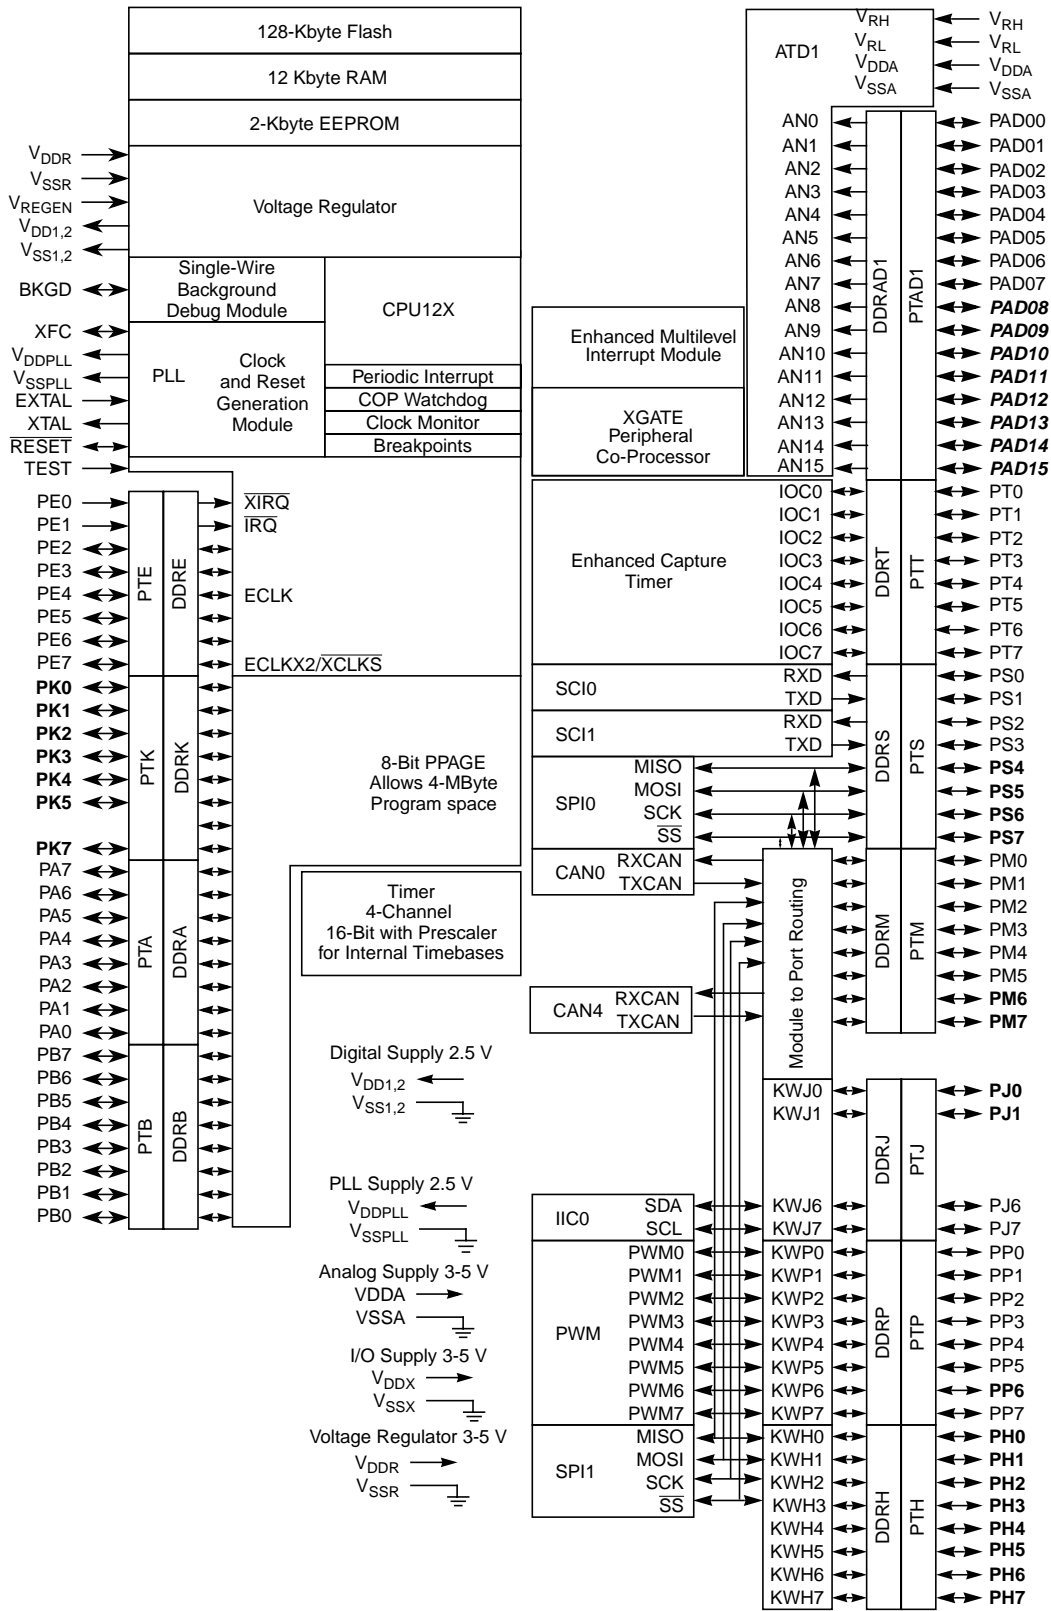 128-Kbyte Flash
12 Kbyte RAM
2-Kbyte EEPROM
VDDR
VSSR
VREGEN
VDD1,2
VSS1,2
Voltage Regulator
BKGD
Single-Wire
Background
Debug Module
CPU12X
XFC
VDDPLL
VSSPLL
EXTAL
XTAL
RESET
TEST
PLL
Clock
and Reset
Generation
Module
Periodic Interrupt
COP Watchdog
Clock Monitor
Breakpoints
PE0
PE1
PE2
PE3
PE4
PE5
PE6
PE7
PTE
DDRE
XIRQ
IRQ
ECLK
ECLKX2/XCLKS
PK0
PK1
PK2
PK3
PK4
PK5
PK7
PTK
DDRK
8-Bit PPAGE
Allows 4-MByte
Program space
PA7
PA6
PA5
PA4
PA3
PA2
PA1
PA0
PTA
DDRA
Timer
4-Channel
16-Bit with Prescaler
for Internal Timebases
PB7
PB6
PB5
PB4
PB3
PB2
PB1
PB0
PTB
DDRB
Digital Supply 2.5 V
VDD1,2
VSS1,2
PLL Supply 2.5 V
VDDPLL
VSSPLL
Analog Supply 3-5 V
VDDA
VSSA
I/O Supply 3-5 V
VDDX
VSSX
Voltage Regulator 3-5 V
VDDR
VSSR
Enhanced Multilevel
Interrupt Module
XGATE
Peripheral
Co-Processor
ATD1
VRH
VRL
VDDA
VSSA
VRH
VRL
VDDA
VSSA
AN0
AN1
AN2
AN3
AN4
AN5
AN6
AN7
AN8
AN9
AN10
AN11
AN12
AN13
AN14
AN15
DDRAD1
PTAD1
PAD00
PAD01
PAD02
PAD03
PAD04
PAD05
PAD06
PAD07
PAD08
PAD09
PAD10
PAD11
PAD12
PAD13
PAD14
PAD15
Enhanced Capture
Timer
IOC0
IOC1
IOC2
IOC3
IOC4
IOC5
IOC6
IOC7
DDRT
PTT
PT0
PT1
PT2
PT3
PT4
PT5
PT6
PT7
SCI0
RXD
TXD
SCI1
RXD
TXD
SPI0
MISO
MOSI
SCK
SS
DDRS
PTS
PS0
PS1
PS2
PS3
PS4
PS5
PS6
PS7
CAN0
RXCAN
TXCAN
CAN4
RXCAN
TXCAN
Module to Port Routing
DDRM
PTM
PM0
PM1
PM2
PM3
PM4
PM5
PM6
PM7
KWJ0
KWJ1
KWJ6
KWJ7
DDRJ
PTJ
PJ0
PJ1
PJ6
PJ7
IIC0
SDA
SCL
PWM
PWM0
PWM1
PWM2
PWM3
PWM4
PWM5
PWM6
PWM7
KWP0
KWP1
KWP2
KWP3
KWP4
KWP5
KWP6
KWP7
DDRP
PTP
PP0
PP1
PP2
PP3
PP4
PP5
PP6
PP7
SPI1
MISO
MOSI
SCK
SS
KWH0
KWH1
KWH2
KWH3
KWH4
KWH5
KWH6
KWH7
DDRH
PTH
PH0
PH1
PH2
PH3
PH4
PH5
PH6
PH7